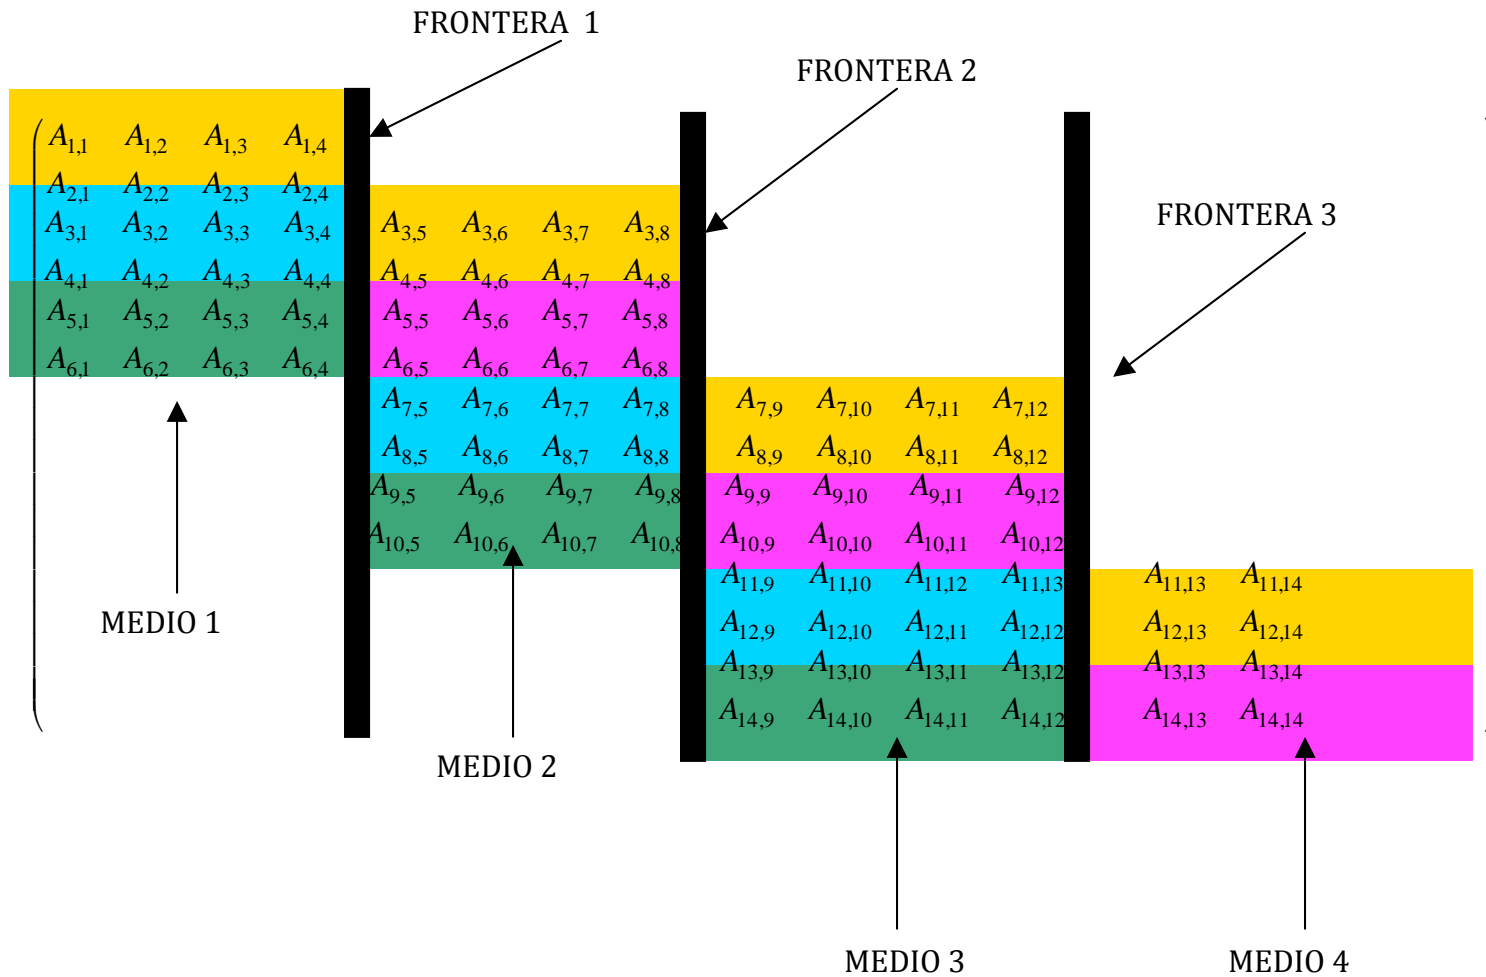 FRONTERA 1
FRONTERA 2
FRONTERA 3
A1,1 A1,2 A1,3 A1,4
A2,1 A2,2 A2,3 A2,4
A3,1 A3,2 A3,3 A3,4 A3,5 A3,6 A3,7 A3,8
A4,1 A4,2 A4,3 A4,4 A4,5 A4,6 A4,7 A4,8
A5,1 A5,2 A5,3 A5,4 A5,5 A5,6 A5,7 A5,8
A6,1 A6,2 A6,3 A6,4 A6,5 A6,6 A6,7 A6,8
A7,5 A7,6 A7,7 A7,8 A7,9 A7,10 A7,11 A7,12
A8,5 A8,6 A8,7 A8,8 A8,9 A8,10 A8,11 A8,12
A9,5 A9,6 A9,7 A9,8 A9,9 A9,10 A9,11 A9,12
A10,5 A10,6 A10,7 A10,8 A10,9 A10,10 A10,11 A10,12
A11,9 A11,10 A11,12 A11,13 A11,13 A11,14
A12,9 A12,10 A12,11 A12,12 A12,13 A12,14
A13,9 A13,10 A13,11 A13,12 A13,13 A13,14
A14,9 A14,10 A14,11 A14,12 A14,13 A14,14
MEDIO 1
MEDIO 2
MEDIO 3
MEDIO 4